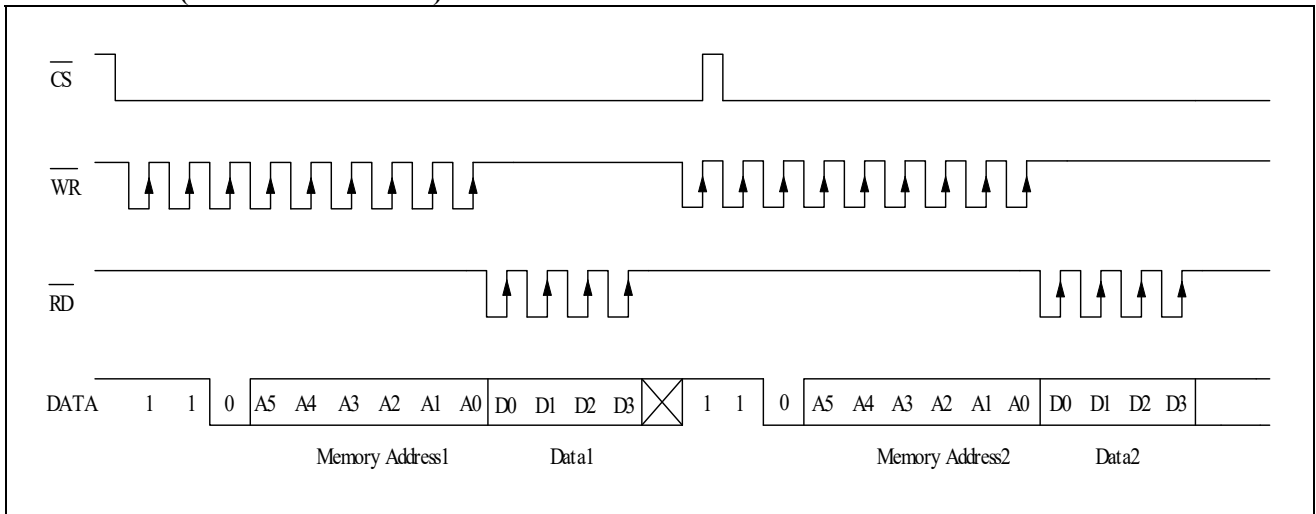 CS
WR
RD
DATA 1 1 0 A5 A4 A3 A2 A1 A0 D0 D1 D2 D3 1 1 0 A5 A4 A3 A2 A1 A0 D0 D1 D2 D3
Memory Address1 Data1 Memory Address2 Data2